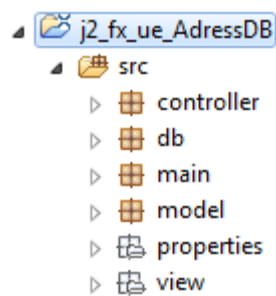 j2_fx_ue_AdressDB
src
controller
db
main
model
properties
view